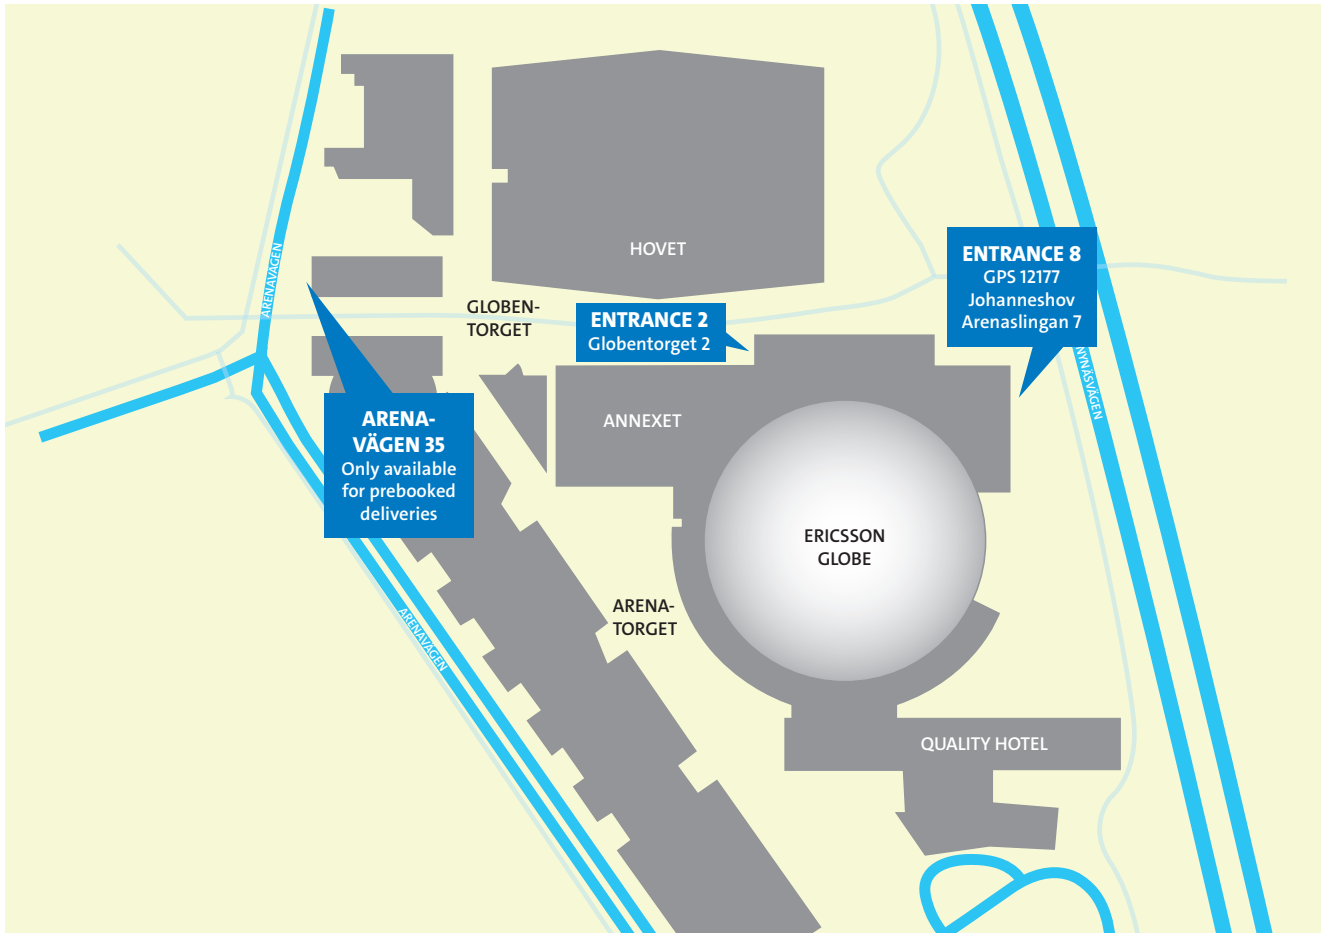 ARENAVÄGEN
HOVET
GLOBEN-
TORGET
ENTRANCE 2
Globentorget 2
ENTRANCE 8
GPS 12177
Johanneshov
Arenaslingan 7
NYNÄSVÄGEN
ARENA-
VÄGEN 35
Only available
for prebooked
deliveries
ANNEXET
ERICSSON
GLOBE
ARENA-
TORGET
ARENAVÄGEN
QUALITY HOTEL